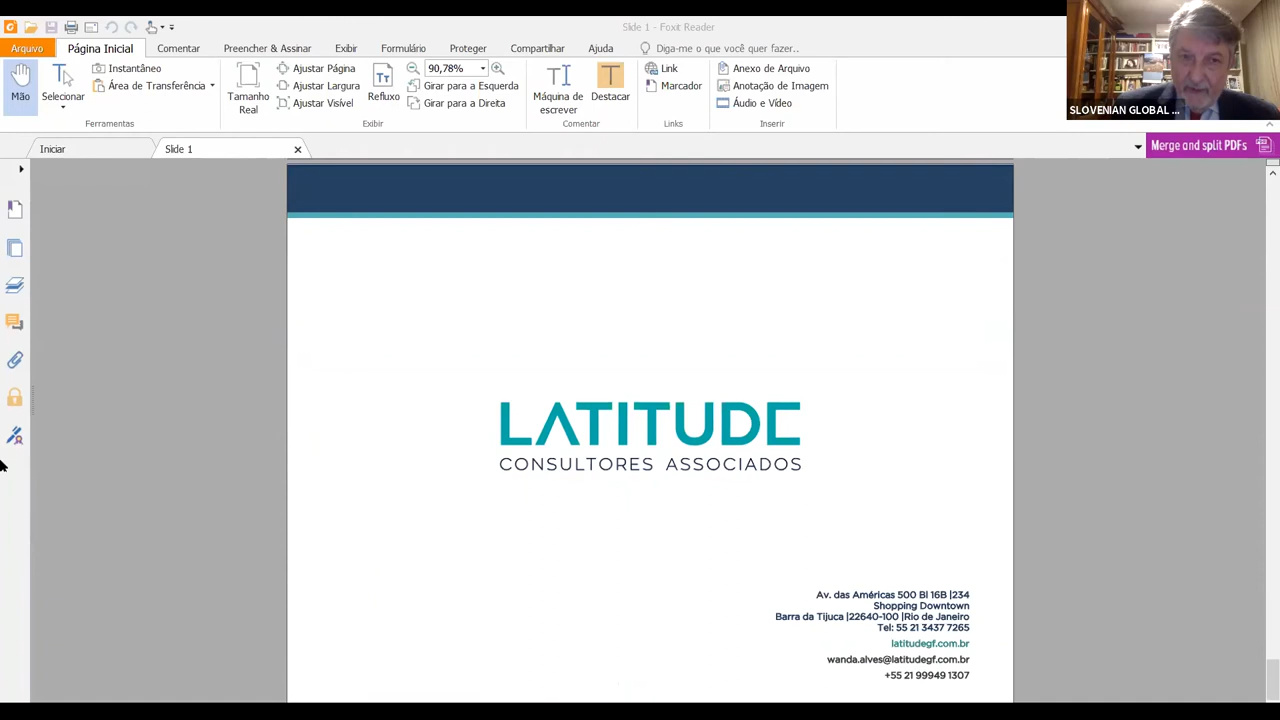 Slide 1 - Foxit Reader
Arquivo
Página Inicial
Comentar
Preencher & Assinar
Exibir
Formulário
Proteger
Compartilhar
Ajuda
Diga-me o que você quer fazer..
Mão
Selecionar
Instantâneo
Área de Transferência
Ferramentas
Tamanho
Real
Ajustar Página
Ajustar Largura
Ajustar Visível
Refluxo
90,78%
Girar para a Esquerda
Girar para a Direita
Exibir
Máquina de
escrever
Destacar
Comentar
Link
Marcador
Links
Anexo de Arquivo
Anotação de Imagem
Áudio e Vídeo
Inserir
SLOVENIAN GLOBAL ...
Iniciar
Slide 1
Merge and split PDFs
LATITUDE
CONSULTORES ASSOCIADOS
Av. das Américas 500 Bl 16B |234
Shopping Downtown
Barra da Tijuca |22640-100 |Rio de Janeiro
Tel: 55 21 3437 7265
latitudegf.com.br
wanda.alves@latitudegf.com.br
+55 21 99949 1307